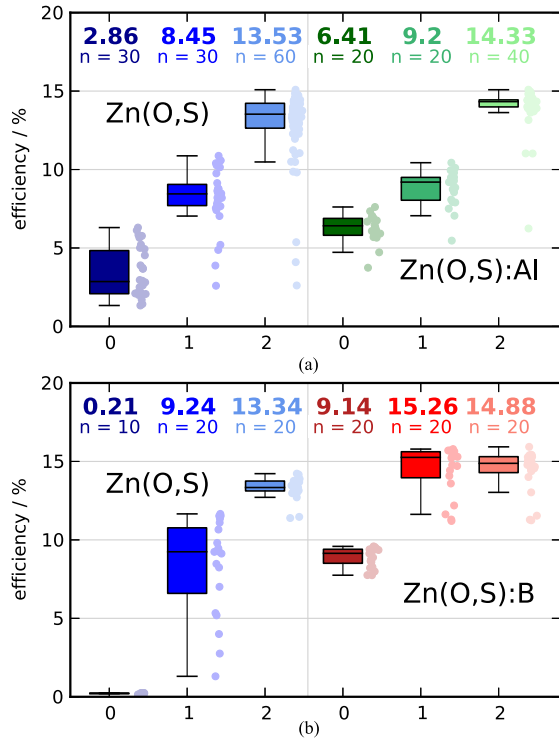 20
2.86 8.45 13.53 6.41 9.2 14.33
n = 30 n = 30 n = 60 n = 20 n = 20 n = 40
Zn(O,S)
15
efficiency / %
10
5
Zn(O,S):Al
0
0 1 2 0 1 2
(a)
20
0.21 9.24 13.34 9.14 15.26 14.88
n = 10 n = 20 n = 20 n = 20 n = 20 n = 20
Zn(O,S)
15
efficiency / %
10
Zn(O,S):B
5
0
0 1 2 0 1 2
(b)